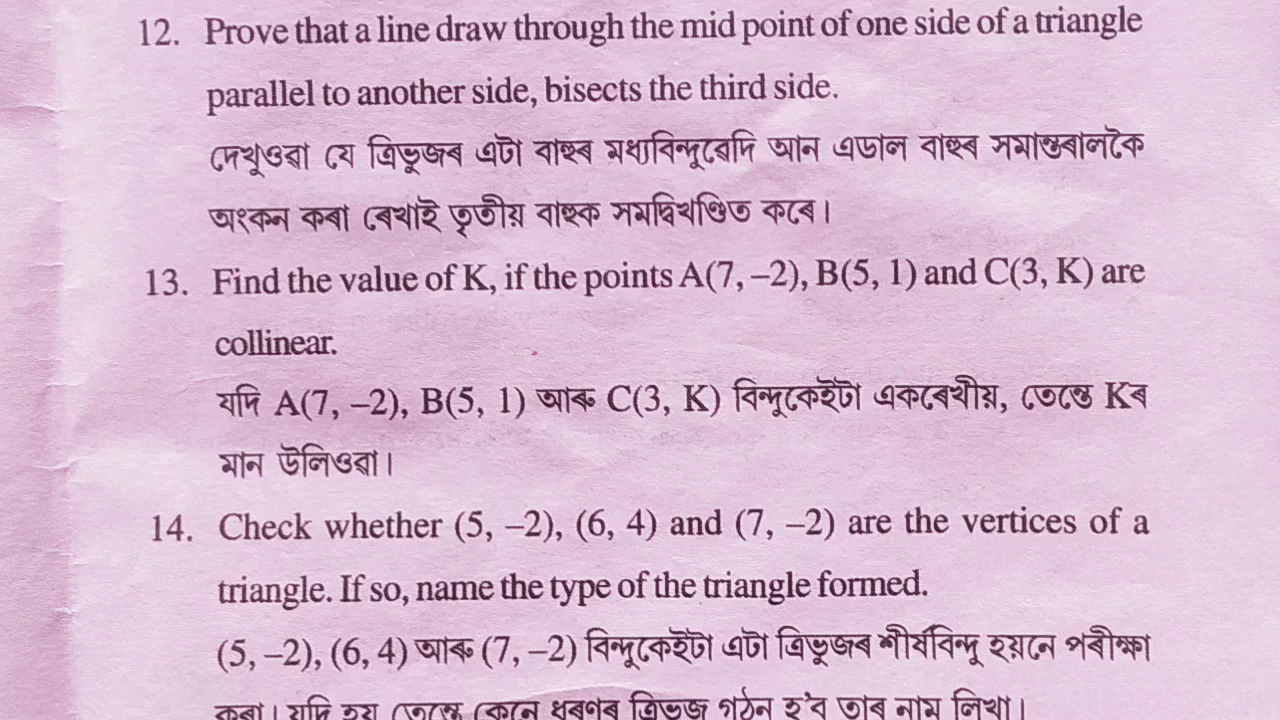 12. Prove that a line draw through the mid point of one side of a triangle
parallel to another side, bisects the third side.
দেখুওৱা যে ত্ৰিভূজৰ এটা বাহুৰ মধ্যবিন্দুৱেদি আন এডাল বাহুৰ সমান্তৰালকৈ
অংকন কৰা ৰেখাই তৃতীয় বাহুক সমদ্বিখণ্ডিত কৰে।
13. Find the value of K, if the points A(7, –2), B(5, 1) and C(3, K) are
collinear.
যদি A(7, –2), B(5, 1) আৰু C(3, K) বিন্দুকেইটা একৰেখীয়, তেন্তে Kৰ
মান উলিওৱা।
14. Check whether (5, –2), (6, 4) and (7, –2) are the vertices of a
triangle. If so, name the type of the triangle formed.
(5, –2), (6, 4) আৰু (7, –2) বিন্দুকেইটা এটা ত্ৰিভূজৰ শীৰ্ষবিন্দু হয়নে পৰীক্ষা
কৰা। যদি হয় তেন্তে কেনে ধৰণৰ ত্ৰিভূজ গঠন হ'ব তাৰ নাম লিখা।